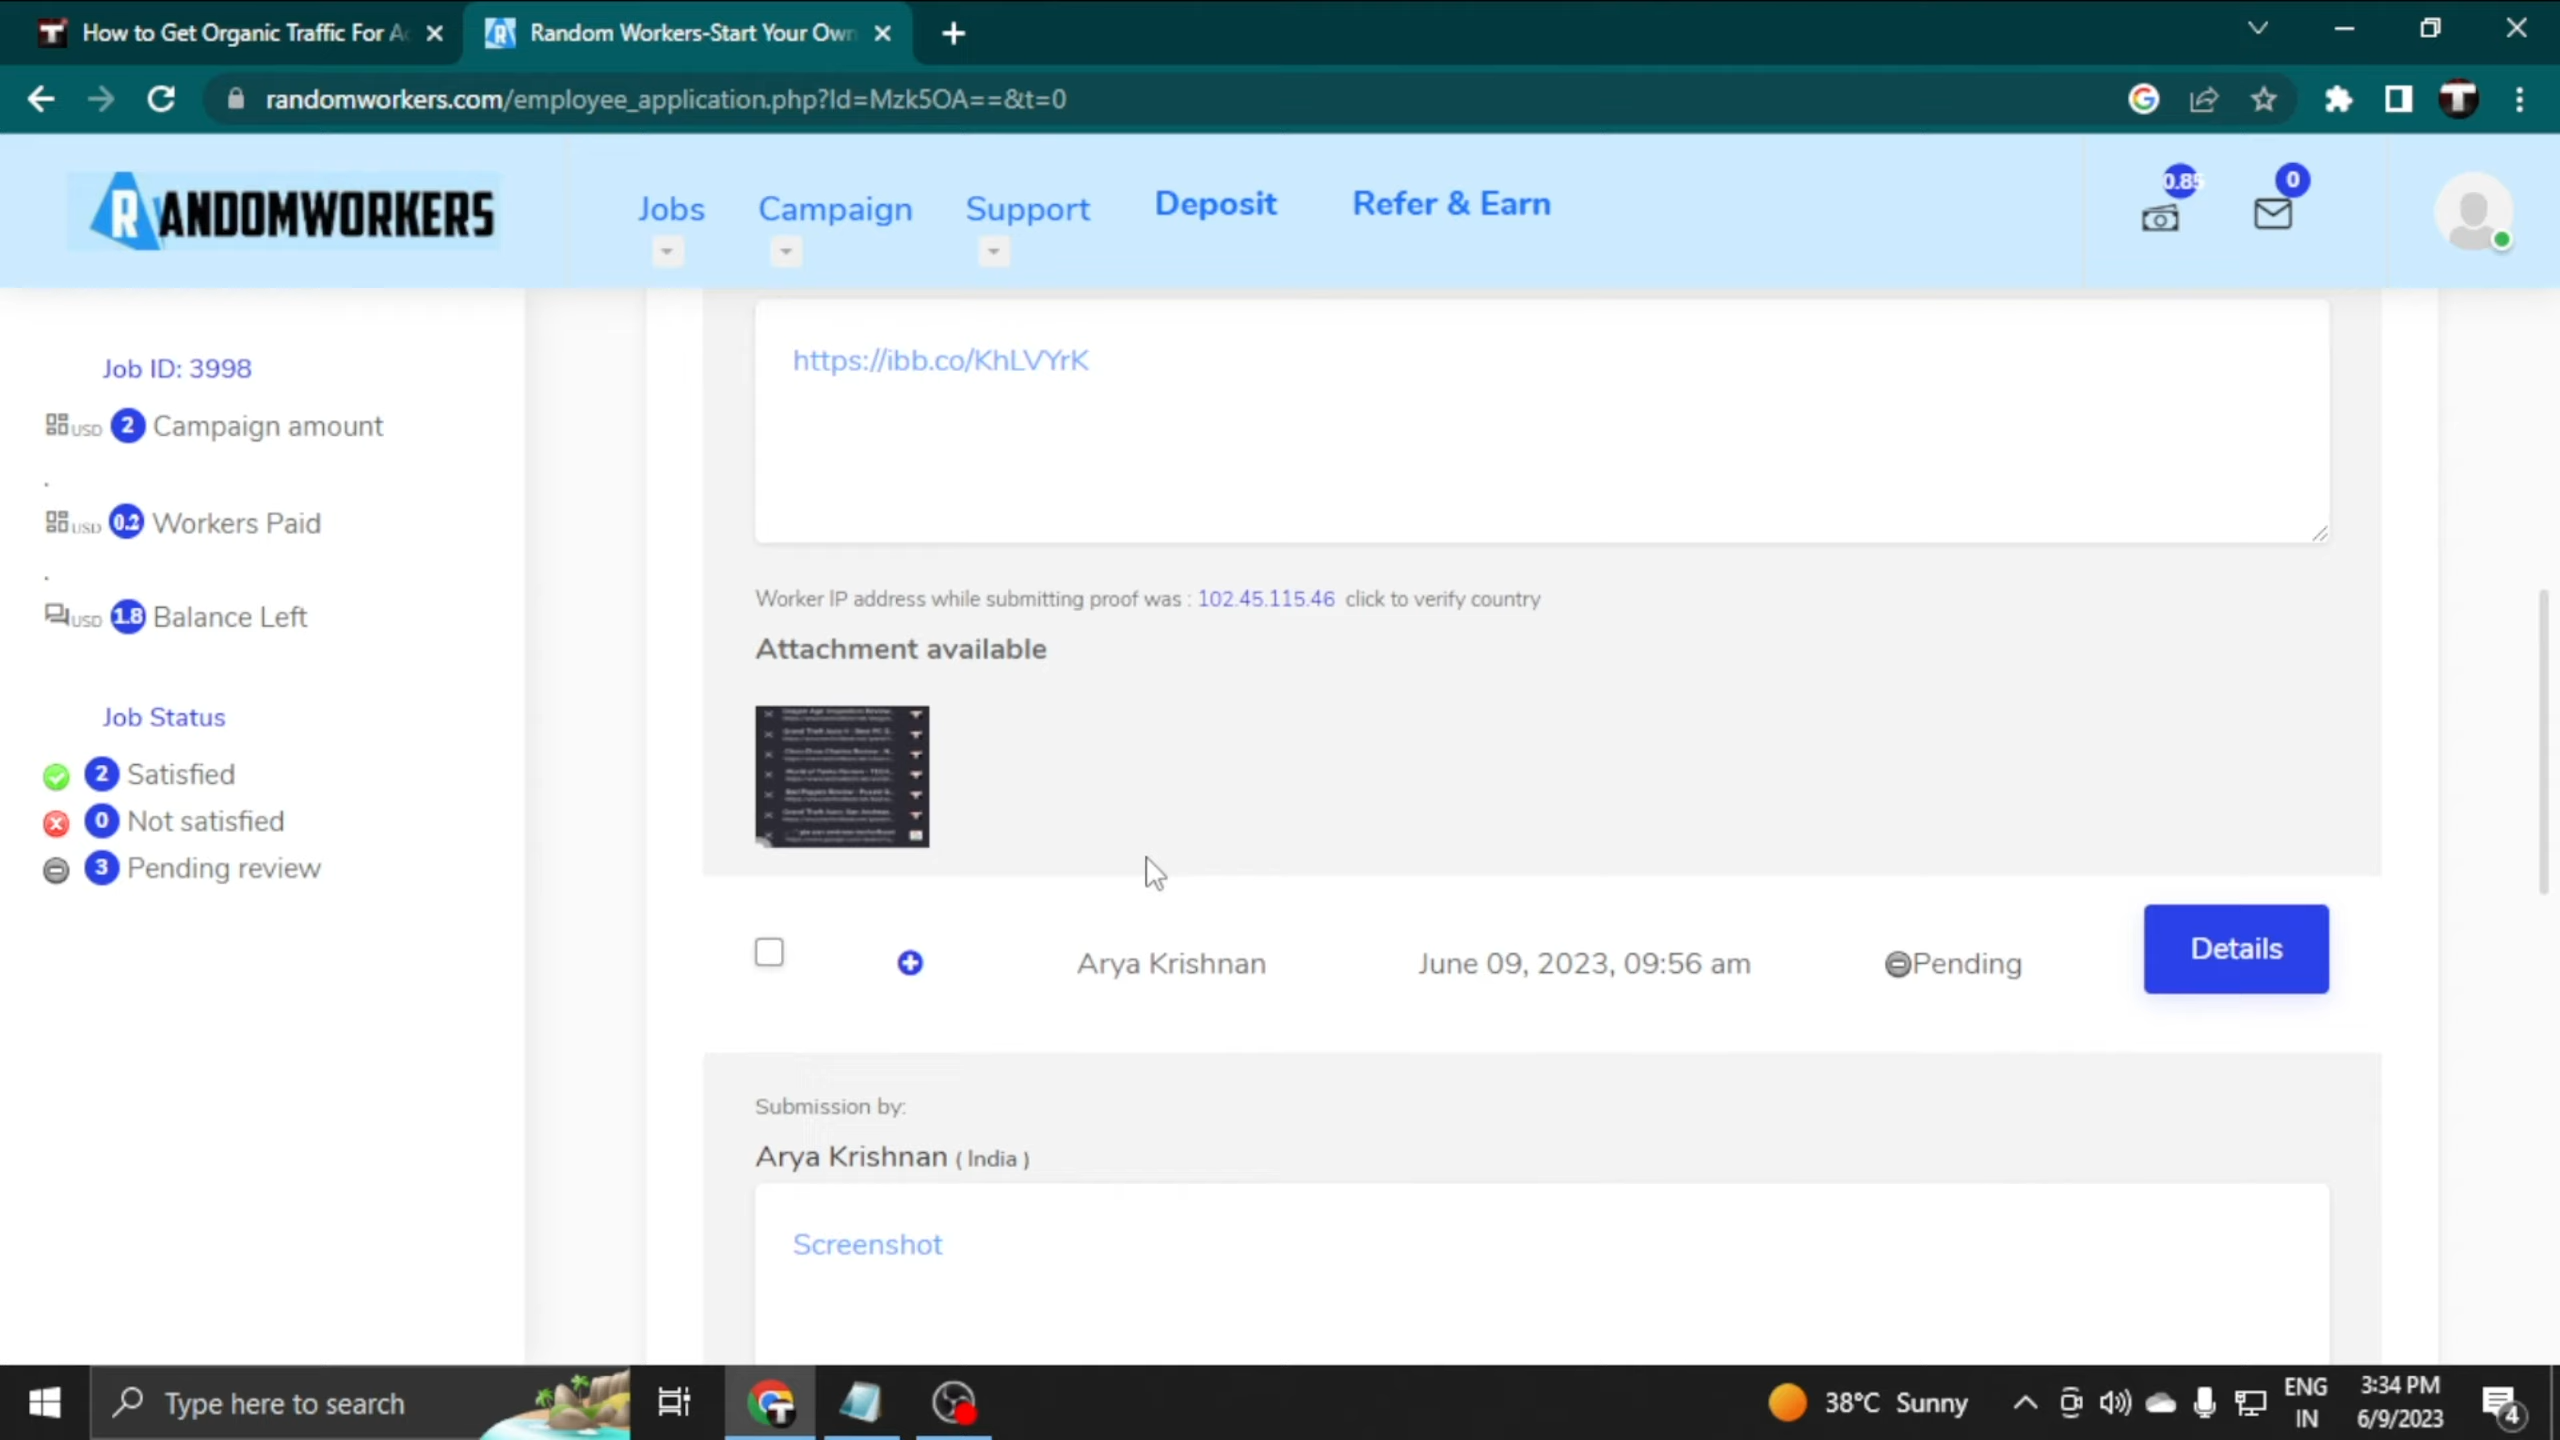 How to Get Organic Traffic For A
Random Workers-Start Your Own
randomworkers.com/employee_application.php?Id=Mzk5OA==&t=0
RANDOMWORKERS
Jobs
Campaign
Support
Deposit
Refer & Earn
0.85
0
Job ID: 3998
USD 2 Campaign amount
.
USD 0.2 Workers Paid
.
USD 1.8 Balance Left
Job Status
2 Satisfied
0 Not satisfied
3 Pending review
https://ibb.co/KhLVYrK
Worker IP address while submitting proof was : 102.45.115.46 click to verify country
Attachment available
Arya Krishnan June 09, 2023, 09:56 am Pending Details
Submission by:
Arya Krishnan ( India )
Screenshot
Type here to search
38°C Sunny
ENG
IN
3:34 PM
6/9/2023
4